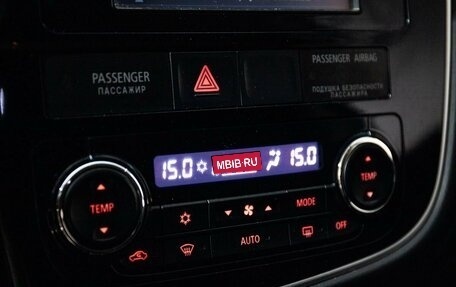 PASSENGER
ПАССАЖИР
PASSENGER AIRBAG
ПОДУШКА БЕЗОПАСНОСТИ
ПАССАЖИРА
15.0
MBIB.RU
15.0
TEMP
MODE
TEMP
AUTO
OFF